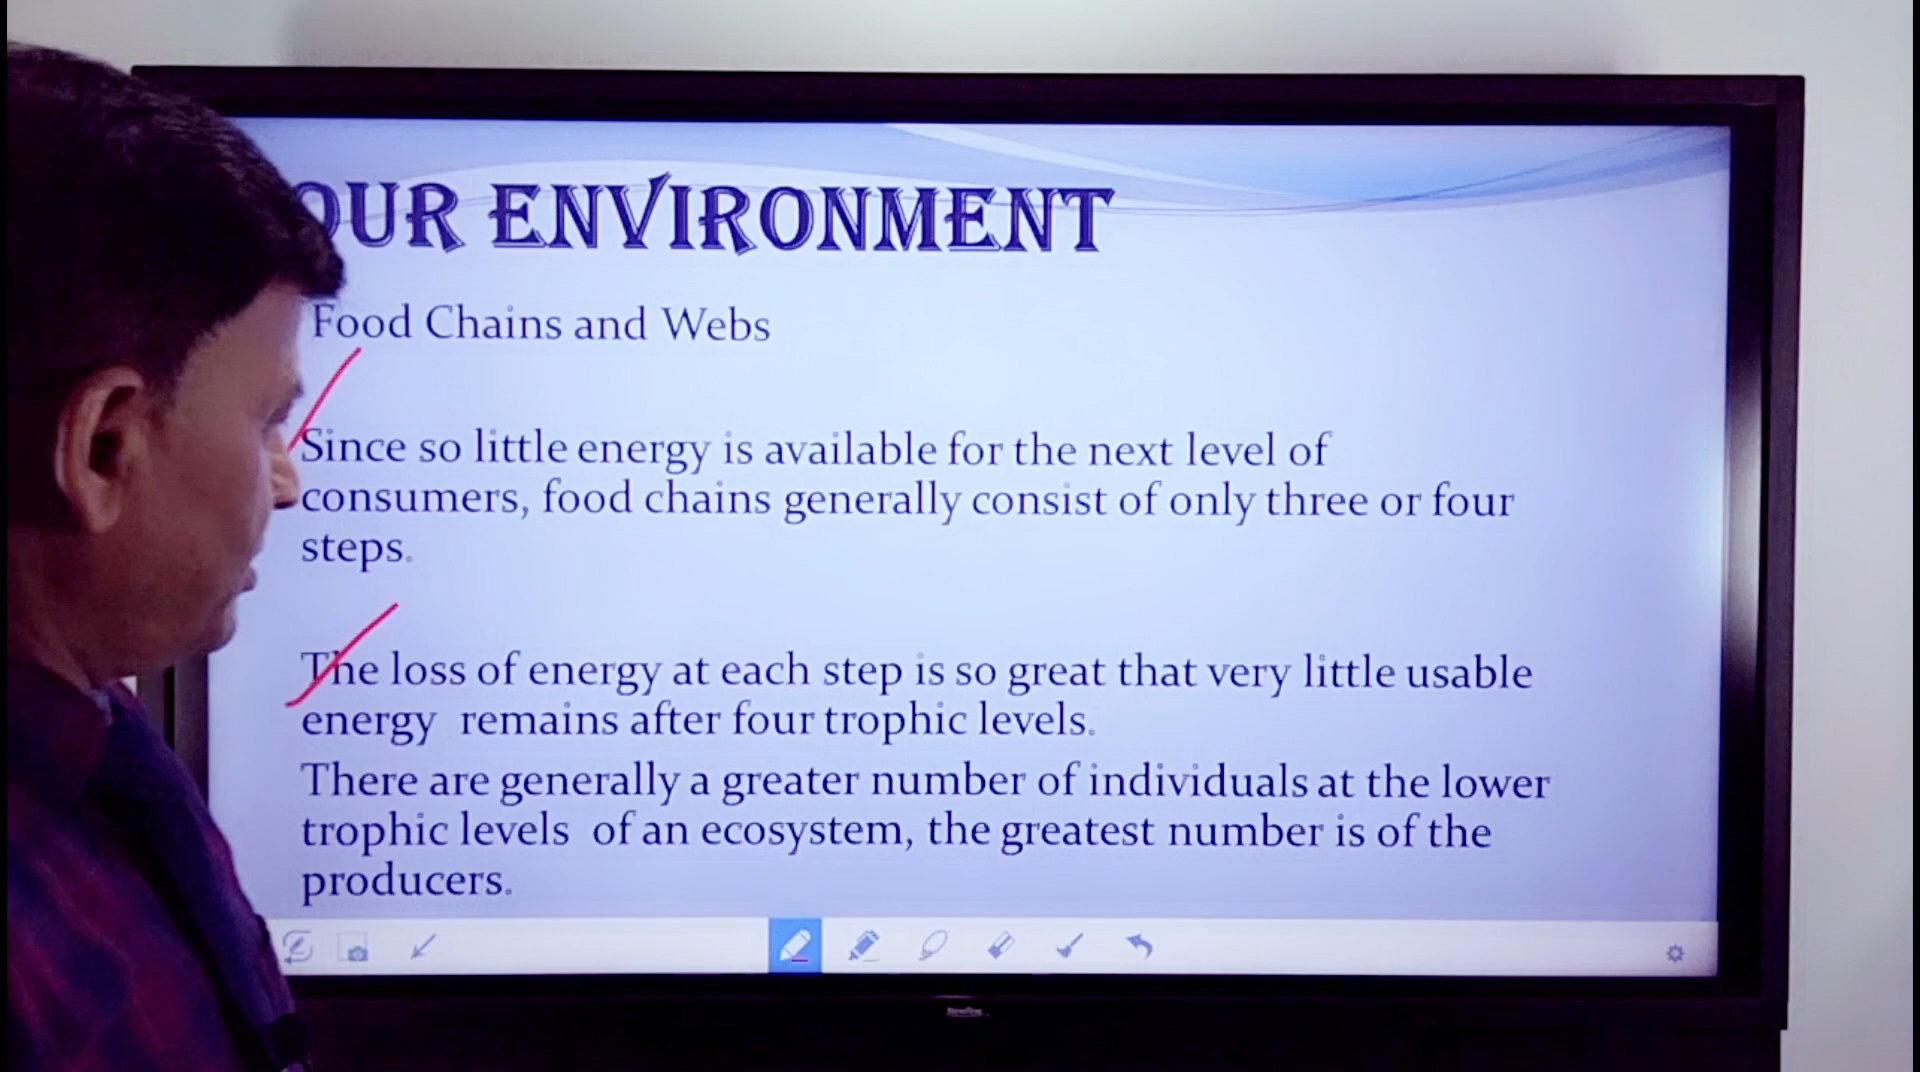 OUR ENVIRONMENT
Food Chains and Webs
Since so little energy is available for the next level of
consumers, food chains generally consist of only three or four
steps.
The loss of energy at each step is so great that very little usable
energy remains after four trophic levels.
There are generally a greater number of individuals at the lower
trophic levels of an ecosystem, the greatest number is of the
producers.